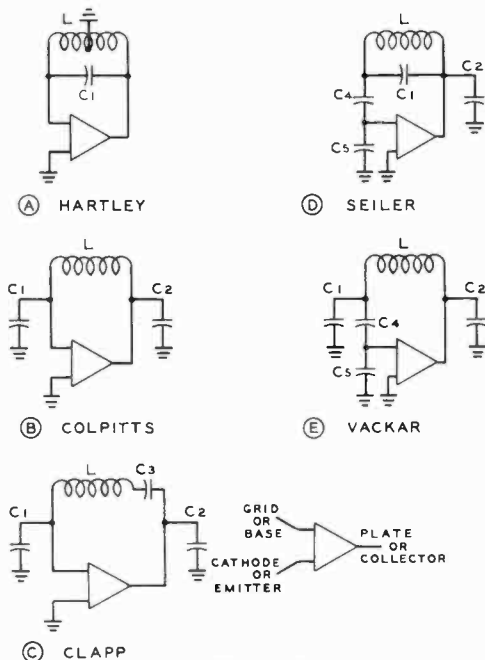 L
C1
A HARTLEY
L
C1
C2
C4
C5
D SEILER
L
C1
C2
B COLPITTS
L
C1
C2
C4
C5
E VACKAR
L
C3
C1
C2
C CLAPP
GRID
OR
BASE
CATHODE
OR
EMITTER
PLATE
OR
COLLECTOR